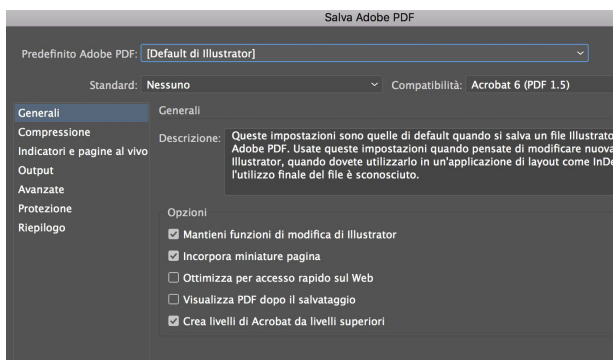 Salva Adobe PDF
Predefinito Adobe PDF: [Default di Illustrator]
Standard: Nessuno Compatibilità: Acrobat 6 (PDF 1.5)
Generali
Compressione
Indicatori e pagine al vivo
Output
Avanzate
Protezione
Riepilogo
Generali
Descrizione: Queste impostazioni sono quelle di default quando si salva un file Illustrato
Adobe PDF. Usate queste impostazioni quando pensate di modificare nuova
Illustrator, quando dovete utilizzarlo in un'applicazione di layout come InDe
l'utilizzo finale del file è sconosciuto.
Opzioni
Mantieni funzioni di modifica di Illustrator
Incorpora miniature pagina
Ottimizza per accesso rapido sul Web
Visualizza PDF dopo il salvataggio
Crea livelli di Acrobat da livelli superiori